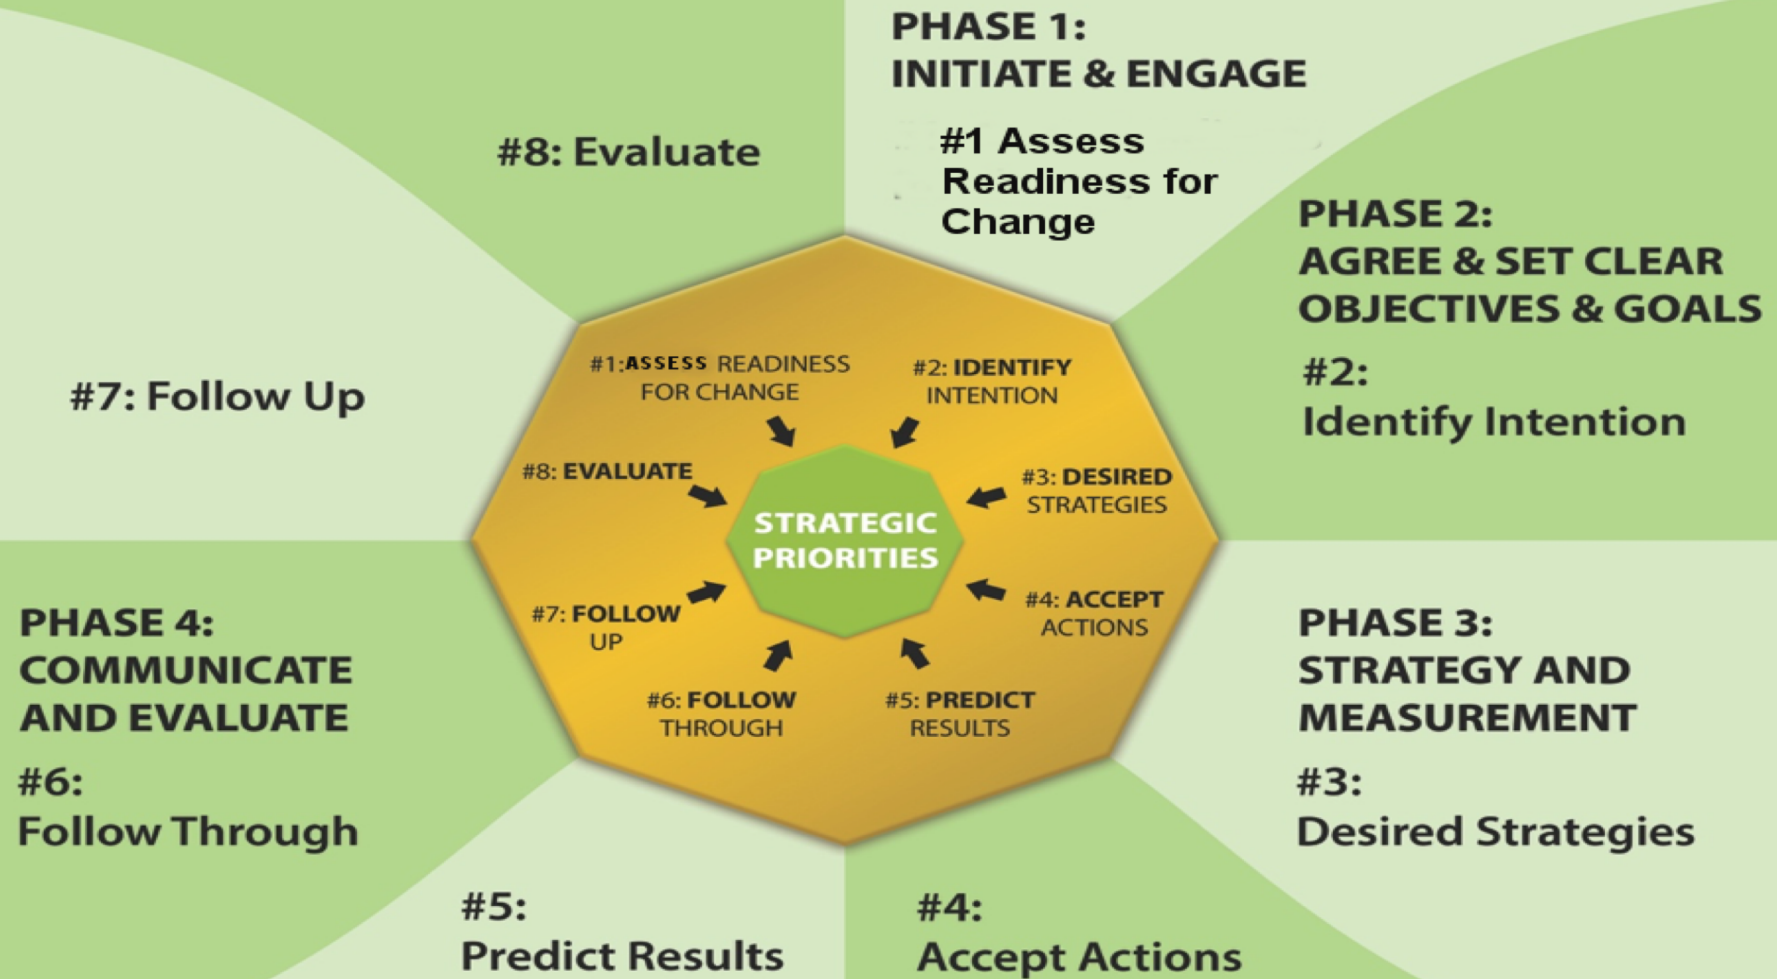 PHASE 1:
INITIATE & ENGAGE
#1 Assess
Readiness for
Change
PHASE 2:
AGREE & SET CLEAR
OBJECTIVES & GOALS
#2:
Identify Intention
PHASE 3:
STRATEGY AND
MEASUREMENT
#3:
Desired Strategies
#4:
Accept Actions
#5:
Predict Results
PHASE 4:
COMMUNICATE
AND EVALUATE
#6:
Follow Through
#7: Follow Up
#8: Evaluate
#1:ASSESS READINESS
FOR CHANGE
#2: IDENTIFY
INTENTION
#3: DESIRED
STRATEGIES
#4: ACCEPT
ACTIONS
#5: PREDICT
RESULTS
#6: FOLLOW
THROUGH
#7: FOLLOW
UP
#8: EVALUATE
STRATEGIC
PRIORITIES